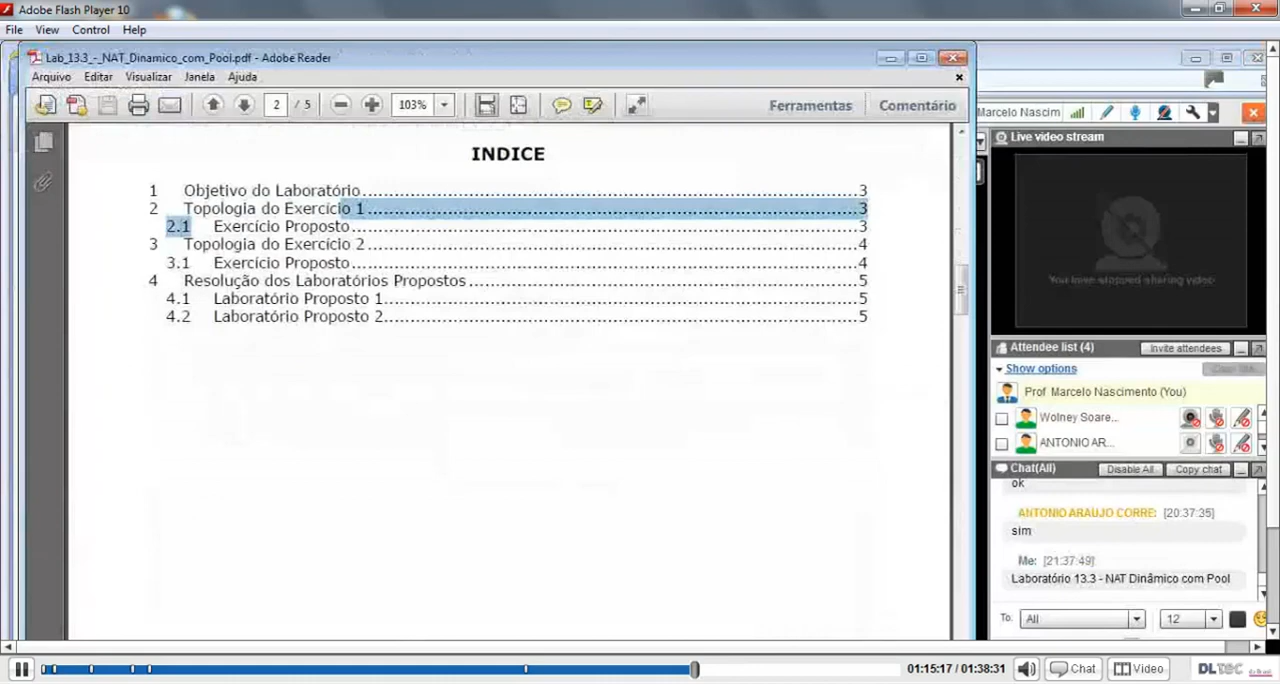 Adobe Flash Player 10
File View Control Help
Lab_13.3_-_NAT_Dinamico_com_Pool.pdf - Adobe Reader
Arquivo Editar Visualizar Janela Ajuda
2 / 5 103% Ferramentas Comentário
INDICE
1 Objetivo do Laboratório 3
2 Topologia do Exercício 1 3
2.1 Exercício Proposto 3
3 Topologia do Exercício 2 4
3.1 Exercício Proposto 4
4 Resolução dos Laboratórios Propostos 5
4.1 Laboratório Proposto 1 5
4.2 Laboratório Proposto 2 5
Marcelo Nascim
Live video stream
You have stopped sharing video
Attendee list (4) Invite attendees
Show options
Prof Marcelo Nascimento (You)
Wolney Soare...
ANTONIO AR...
Chat(All) Disable All Copy chat
ok
ANTONIO ARAUJO CORRE: [20:37:35]
sim
Me: [21:37:49]
Laboratório 13.3 - NAT Dinâmico com Pool
To: All 12
01:15:17 / 01:38:31 Chat Video DLTEC